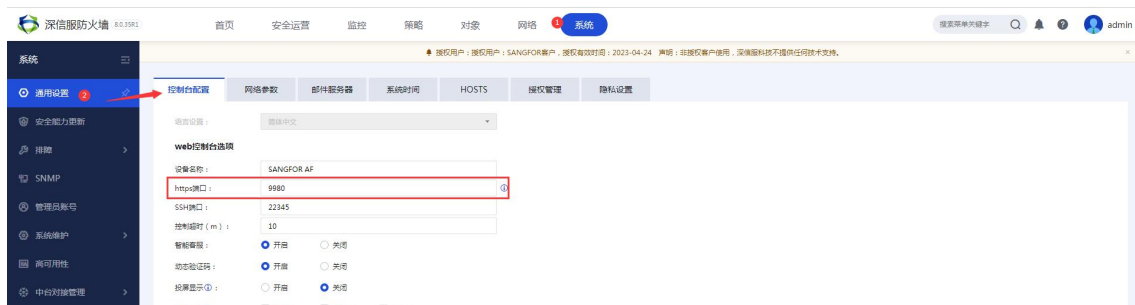 深信服防火墙 8.0.35R1 首页 安全运营 监控 策略 对象 网络 1 系统 搜索菜单关键字 admin
授权用户：授权用户：SANGFOR客户，授权有效时间：2023-04-24 声明：非授权客户使用，深信服科技不提供任何技术支持。
系统
通用设置 2
安全能力更新
排障
SNMP
管理员账号
系统维护
高可用性
中台对接管理
控制台配置 网络参数 邮件服务器 系统时间 HOSTS 授权管理 隐私设置
语言设置： 简体中文
web控制台选项
设备名称： SANGFOR AF
https端口： 9980
SSH端口： 22345
控制超时（m）： 10
智能客服： 开启 关闭
动态验证码： 开启 关闭
投屏显示： 开启 关闭